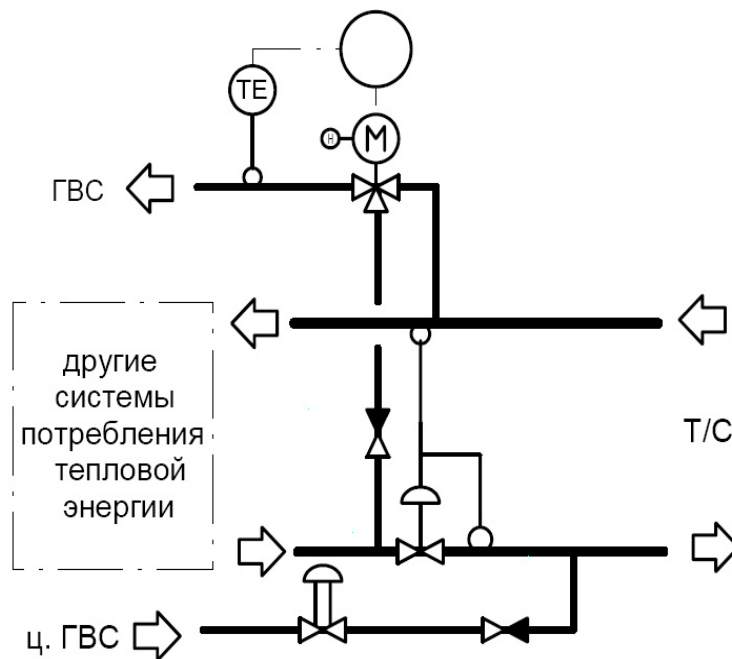 TE
H
M
ГВС
другие
системы
потребления
тепловой
энергии
Т/С
ц. ГВС